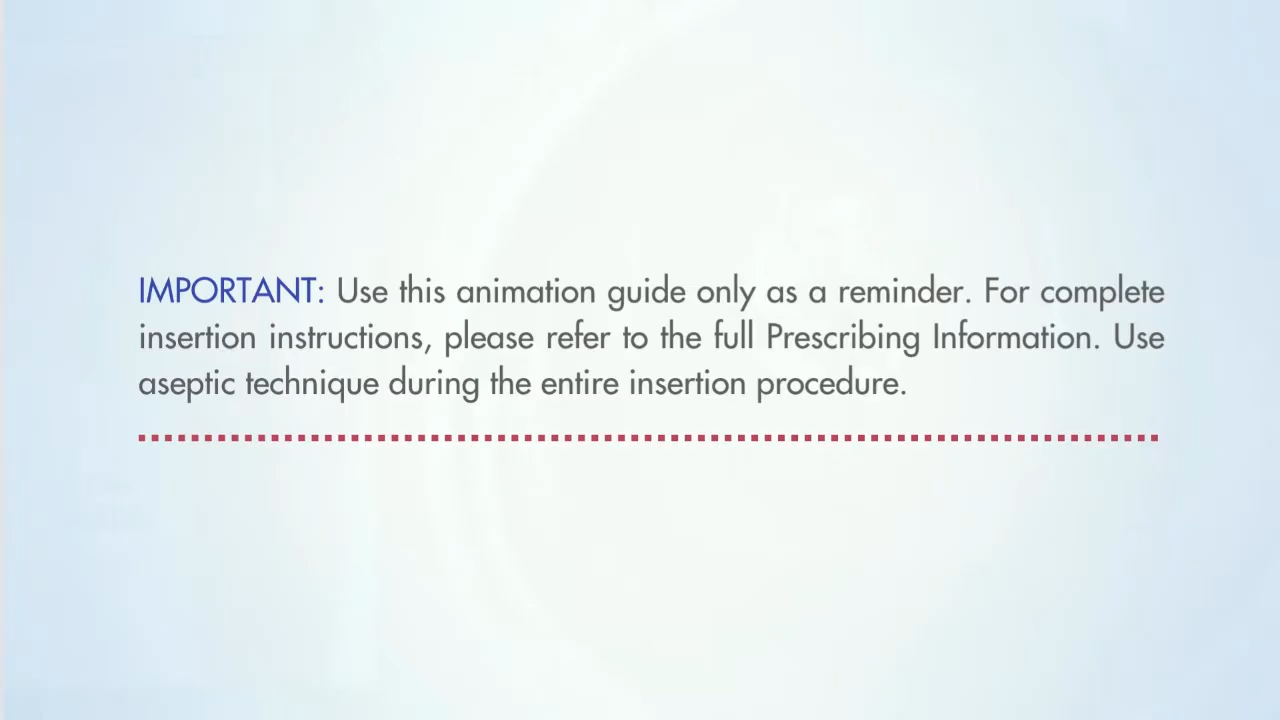 IMPORTANT: Use this animation guide only as a reminder. For complete
insertion instructions, please refer to the full Prescribing Information. Use
aseptic technique during the entire insertion procedure.